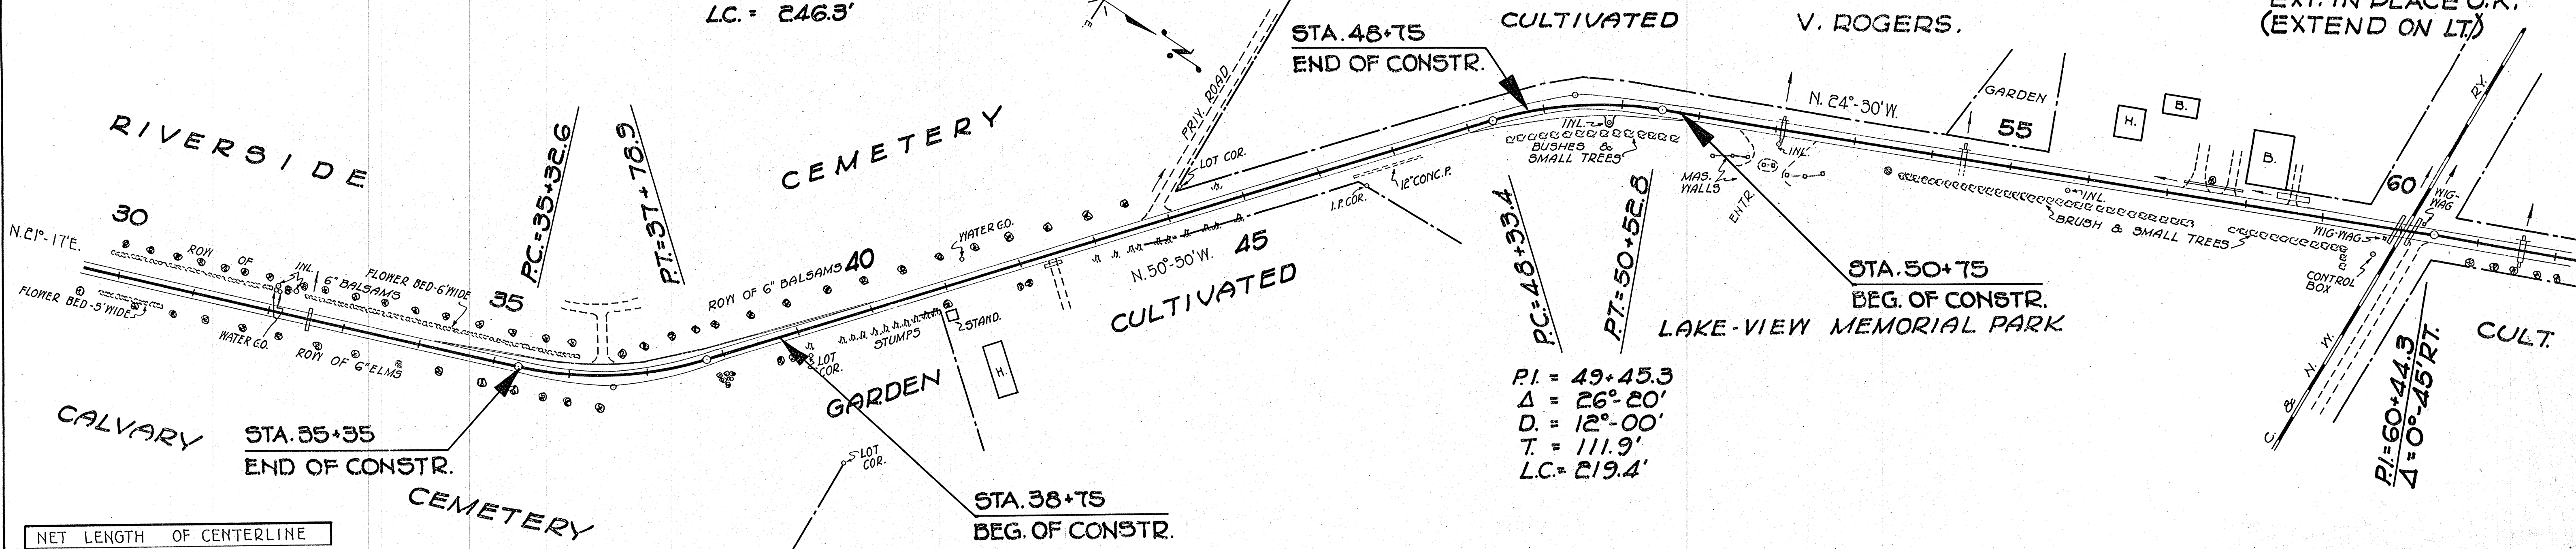 L.C. = 246.3'
E.
N.
CULTIVATED
V. ROGERS.
EXT. IN PLACE O.K.
(EXTEND ON LT.)
STA. 48+75
END OF CONSTR.
RIVERSIDE
CEMETERY
P.C.=35+32.6
P.T.=37+78.9
PRIV. ROAD
LOT COR.
INL.
BUSHES &
SMALL TREES
12" CONC. P.
I.P. COR.
MAS.
WALLS
INL.
ENTR.
N. 24°-30' W.
GARDEN
55
H.
B.
B.
INL.
BRUSH & SMALL TREES
60
WIG-
WAG
WIG-WAG
CONTROL
BOX
RY.
C. & N. W.
30
N. 21°-17' E.
ROW OF
6" BALSAMS
INL.
FLOWER BED-6' WIDE
35
FLOWER BED-5' WIDE
WATER G.O.
ROW OF 6" ELMS
ROW OF 6" BALSAMS
40
WATER G.O.
N. 50°-50' W.
45
CULTIVATED
STUMPS
STAND.
LOT
COR.
GARDEN
H.
CALVARY
CEMETERY
STA. 35+35
END OF CONSTR.
LOT
COR.
STA. 38+75
BEG. OF CONSTR.
P.C.=48+33.4
P.T.=50+52.8
STA. 50+75
BEG. OF CONSTR.
LAKE-VIEW MEMORIAL PARK
P.I. = 49+45.3
Δ = 26°-20'
D. = 12°-00'
T. = 111.9'
L.C.= 219.4'
P.I.=60+44.3
Δ=0°-45' RT.
CULT.
NET LENGTH OF CENTERLINE